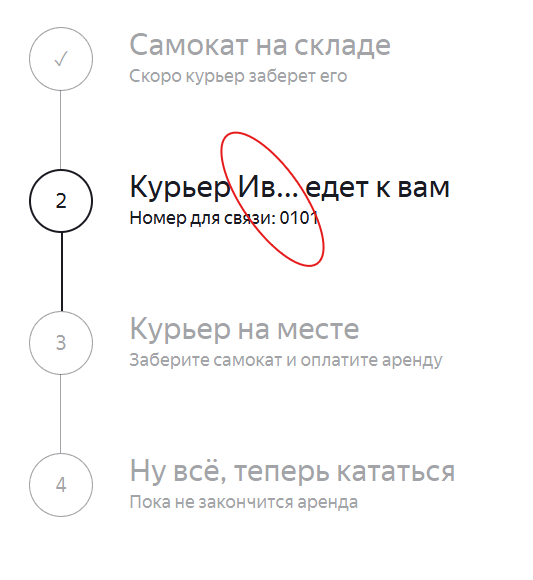 ✓
Самокат на складе
Скоро курьер заберет его
2
Курьер Ив... едет к вам
Номер для связи: 0101
3
Курьер на месте
Заберите самокат и оплатите аренду
4
Ну всё, теперь кататься
Пока не закончится аренда